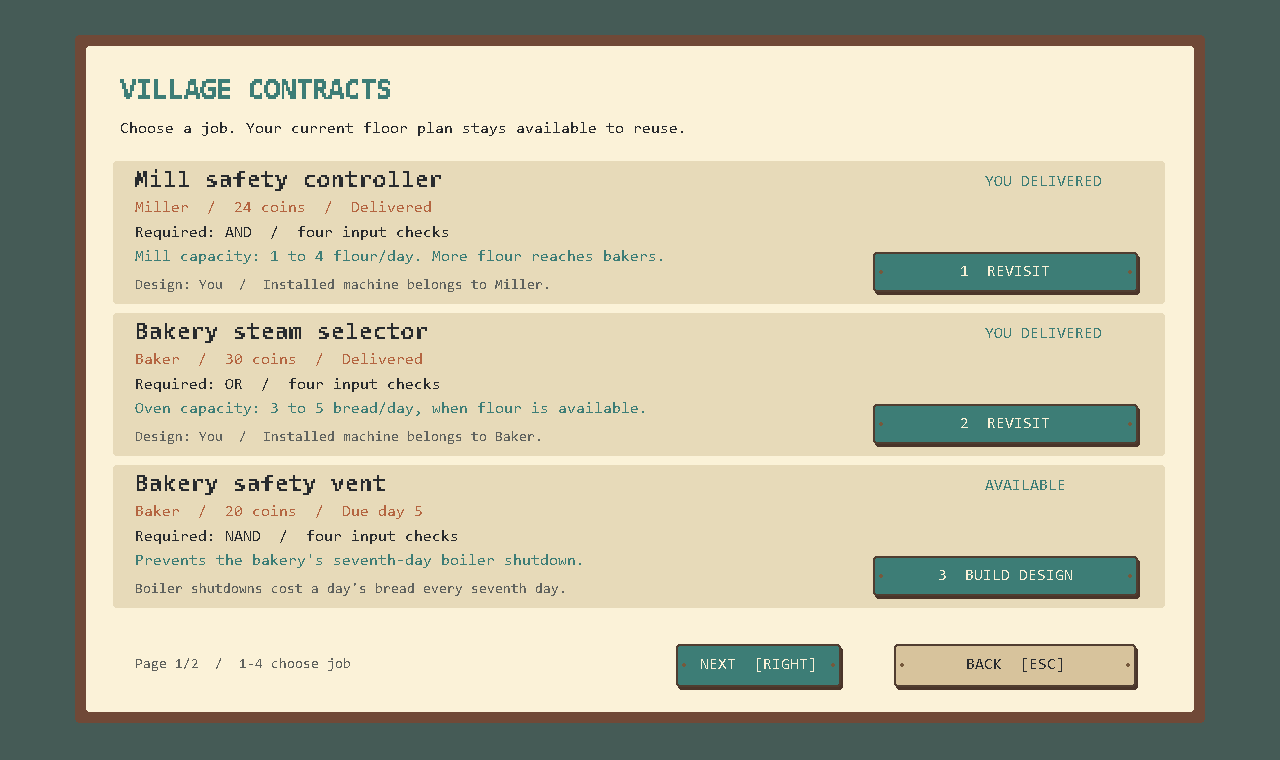 VILLAGE CONTRACTS
Choose a job. Your current floor plan stays available to reuse.
Mill safety controller
YOU DELIVERED
Miller / 24 coins / Delivered
Required: AND / four input checks
Mill capacity: 1 to 4 flour/day. More flour reaches bakers.
1 REVISIT
Design: You / Installed machine belongs to Miller.
Bakery steam selector
YOU DELIVERED
Baker / 30 coins / Delivered
Required: OR / four input checks
Oven capacity: 3 to 5 bread/day, when flour is available.
2 REVISIT
Design: You / Installed machine belongs to Baker.
Bakery safety vent
AVAILABLE
Baker / 20 coins / Due day 5
Required: NAND / four input checks
Prevents the bakery's seventh-day boiler shutdown.
3 BUILD DESIGN
Boiler shutdowns cost a day's bread every seventh day.
Page 1/2 / 1-4 choose job
NEXT [RIGHT]
BACK [ESC]